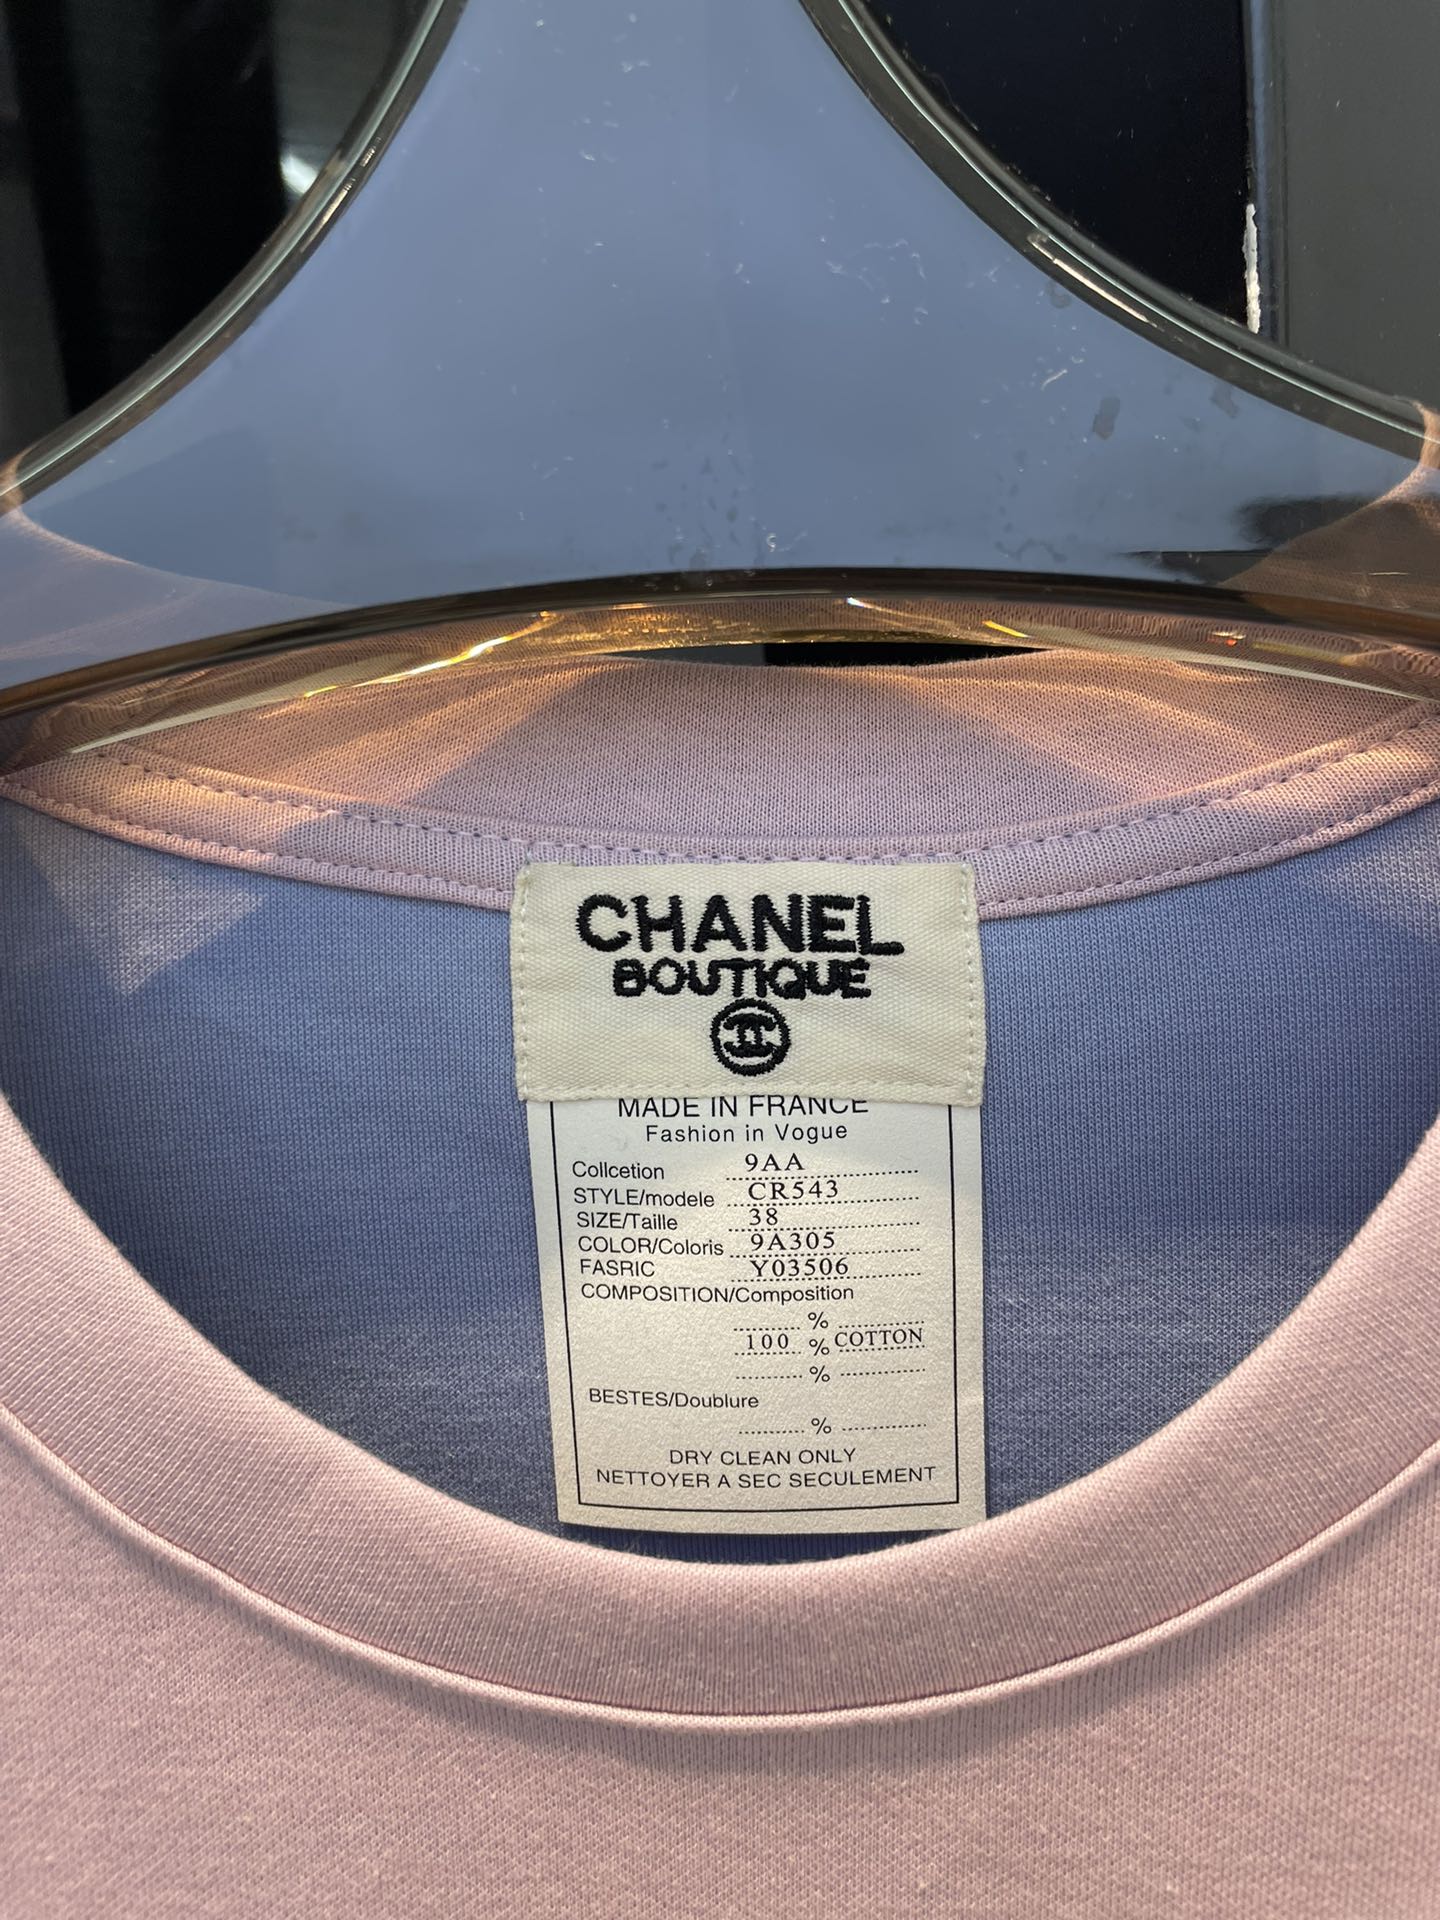 CHANEL
BOUTIQUE
MADE IN FRANCE
Fashion in Vogue
Collcetion 9AA
STYLE/modele CR543
SIZE/Taille 38
COLOR/Coloris 9A305
FASRIC Y03506
COMPOSITION/Composition
%
100 % COTTON
%
BESTES/Doublure
%
DRY CLEAN ONLY
NETTOYER A SEC SECULEMENT